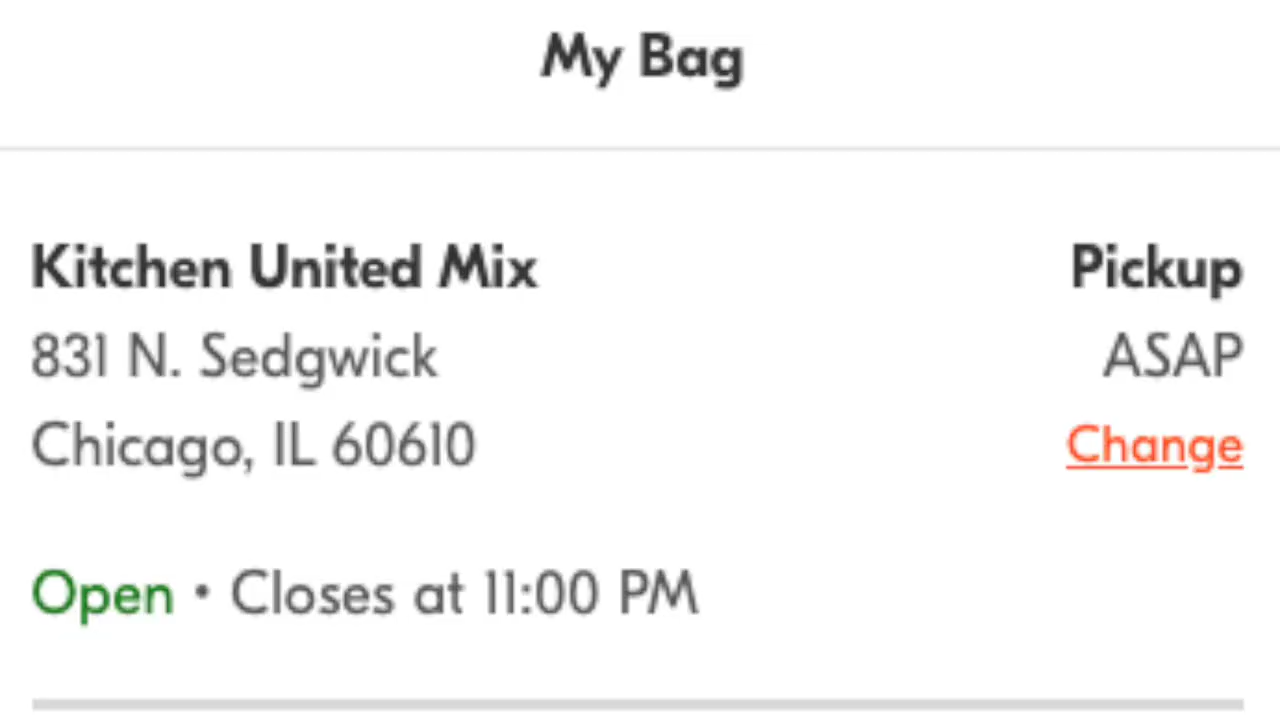 My Bag
Kitchen United Mix
Pickup
831 N. Sedgwick
ASAP
Chicago, IL 60610
Change
Open • Closes at 11:00 PM